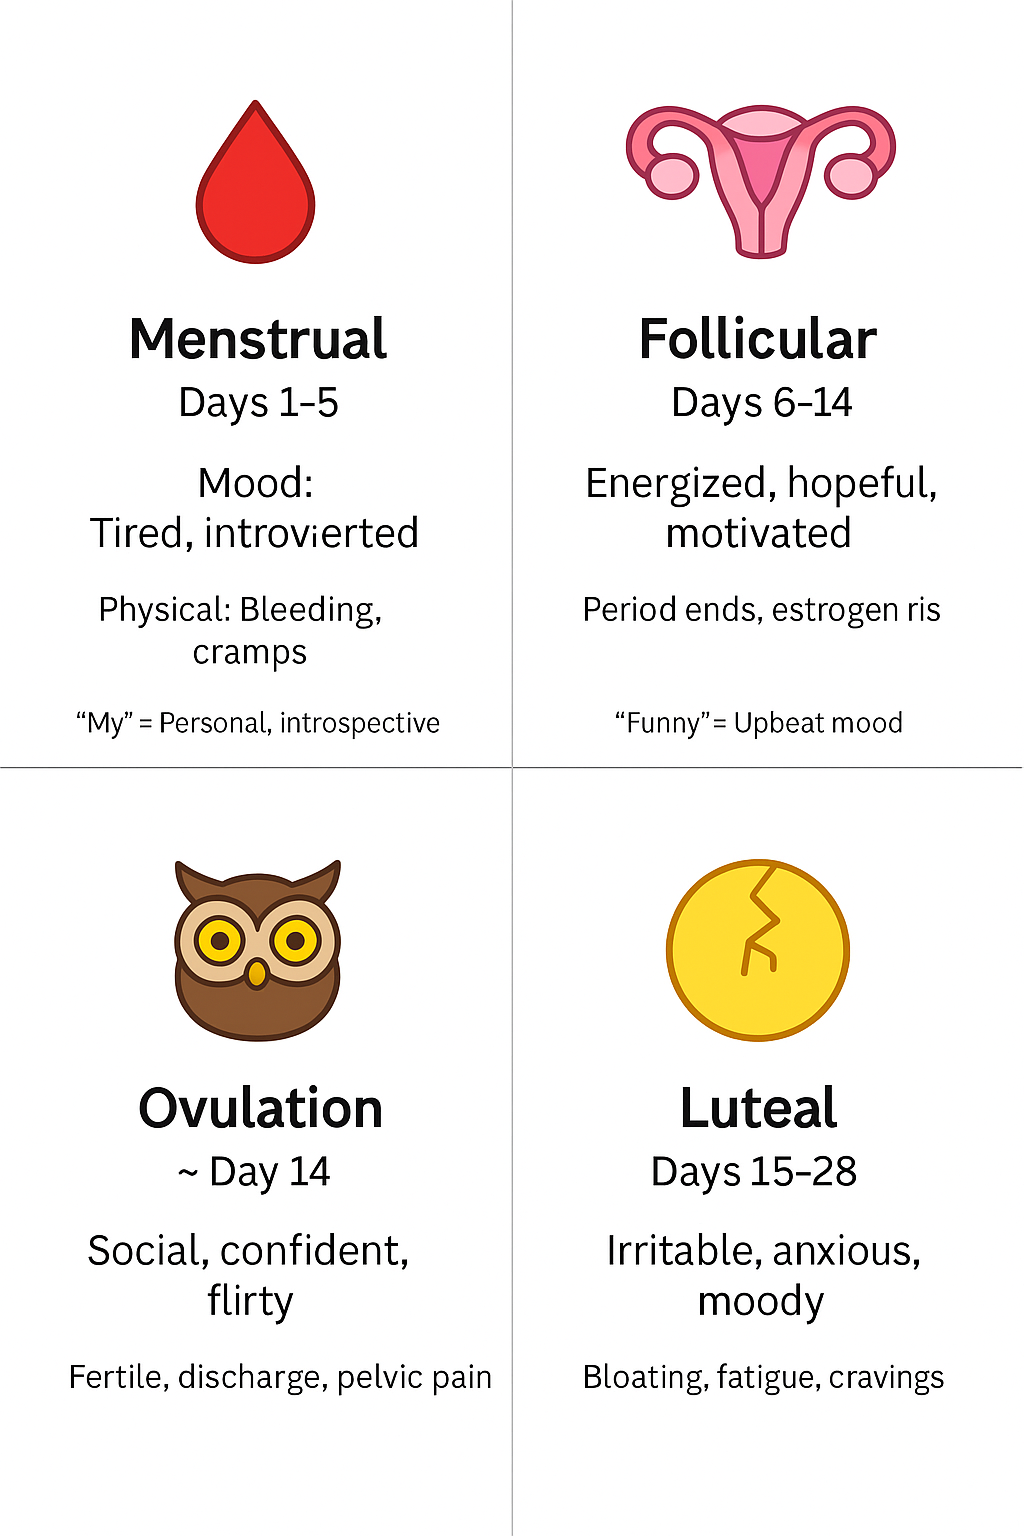 Menstrual
Days 1–5
Mood:
Tired, introvierted
Physical: Bleeding,
cramps
“My” = Personal, introspective
Follicular
Days 6–14
Energized, hopeful,
motivated
Period ends, estrogen ris
“Funny” = Upbeat mood
Ovulation
~ Day 14
Social, confident,
flirty
Fertile, discharge, pelvic pain
Luteal
Days 15–28
Irritable, anxious,
moody
Bloating, fatigue, cravings